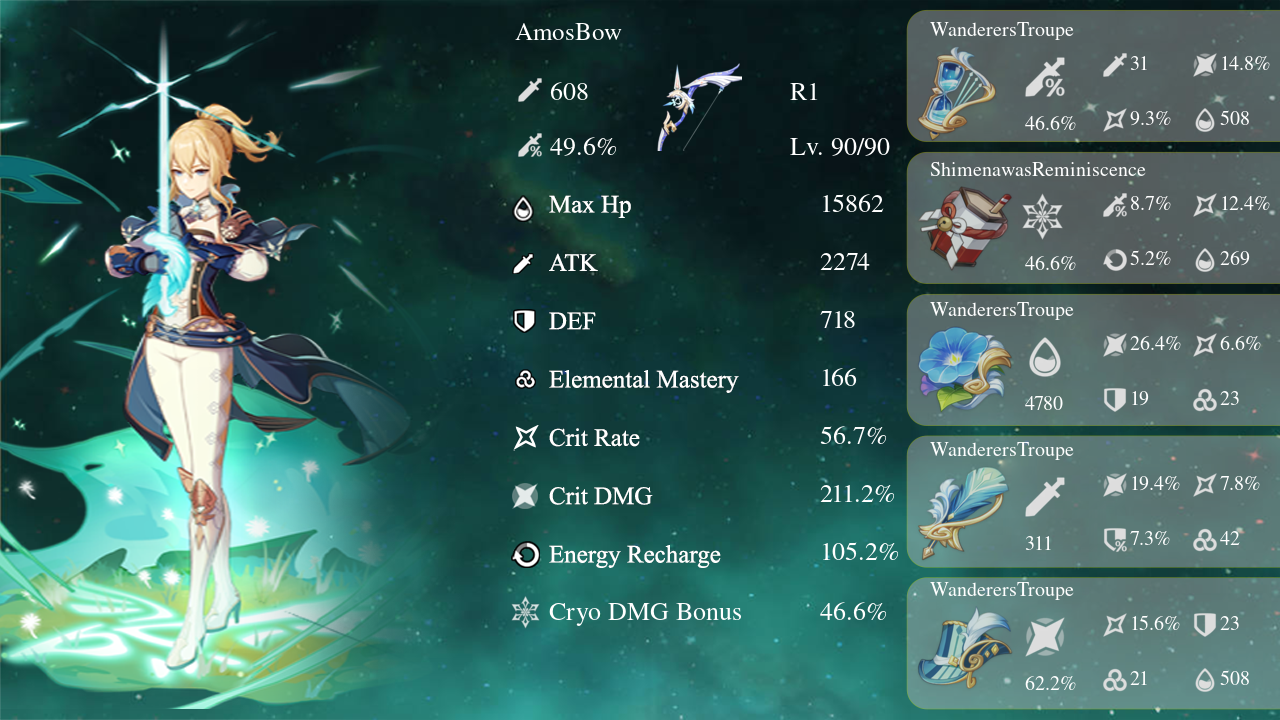 AmosBow
608
R1
49.6%
Lv. 90/90
Max Hp 15862
ATK 2274
DEF 718
Elemental Mastery 166
Crit Rate 56.7%
Crit DMG 211.2%
Energy Recharge 105.2%
Cryo DMG Bonus 46.6%
WanderersTroupe
31 14.8%
46.6% 9.3% 508
ShimenawasReminiscence
8.7% 12.4%
46.6% 5.2% 269
WanderersTroupe
26.4% 6.6%
4780 19 23
WanderersTroupe
19.4% 7.8%
311 7.3% 42
WanderersTroupe
15.6% 23
62.2% 21 508